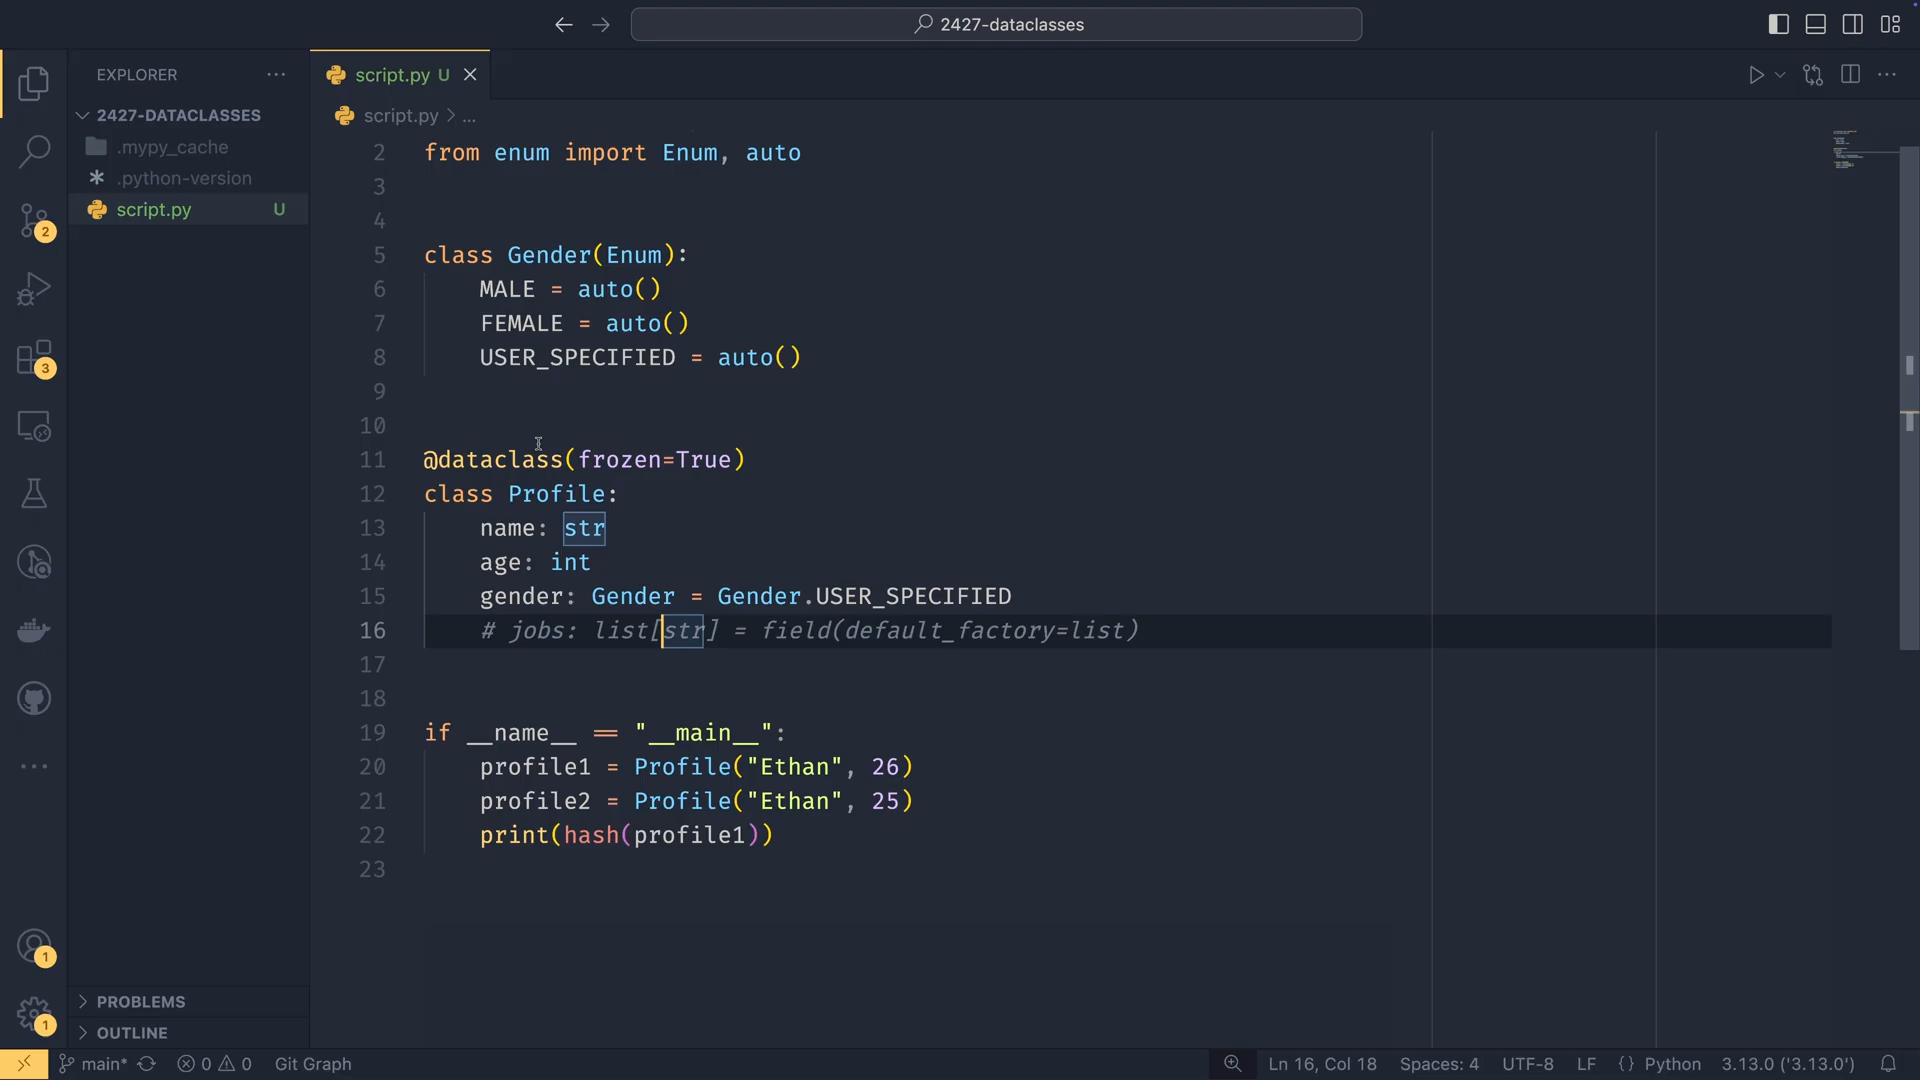 2427-dataclasses
EXPLORER
2427-DATACLASSES
.mypy_cache
.python-version
script.py U
script.py U
script.py > ...
2 from enum import Enum, auto
3
4
5 class Gender(Enum):
6 MALE = auto()
7 FEMALE = auto()
8 USER_SPECIFIED = auto()
9
10
11 @dataclass(frozen=True)
12 class Profile:
13 name: str
14 age: int
15 gender: Gender = Gender.USER_SPECIFIED
16 # jobs: list[str] = field(default_factory=list)
17
18
19 if __name__ == "__main__":
20 profile1 = Profile("Ethan", 26)
21 profile2 = Profile("Ethan", 25)
22 print(hash(profile1))
23
2
3
1
1
PROBLEMS
OUTLINE
main* 0 0 Git Graph Ln 16, Col 18 Spaces: 4 UTF-8 LF {} Python 3.13.0 ('3.13.0')